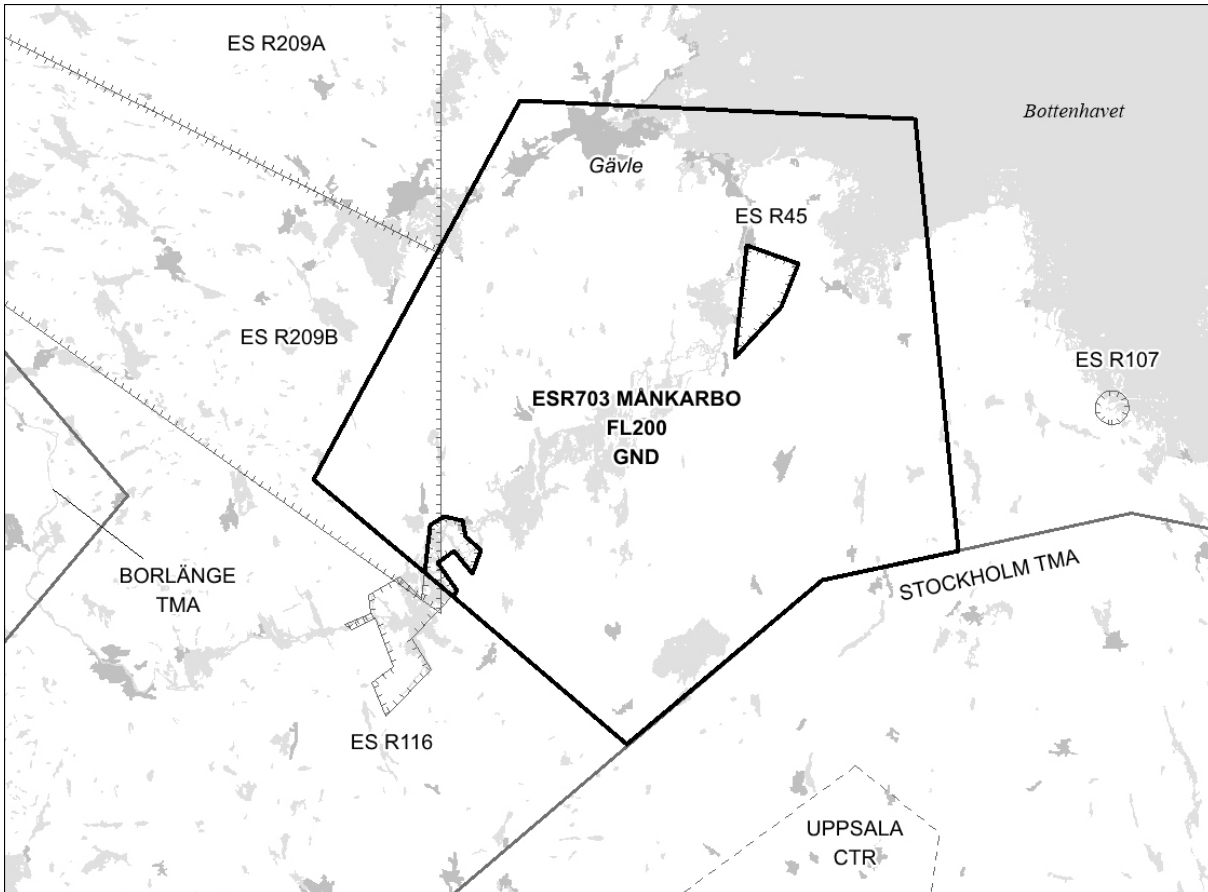 ES R209A
Bottenhavet
Gävle
ES R45
ES R209B
ES R107
ESR703 MÅNKARBO
FL200
GND
BORLÄNGE
TMA
STOCKHOLM TMA
ES R116
UPPSALA
CTR